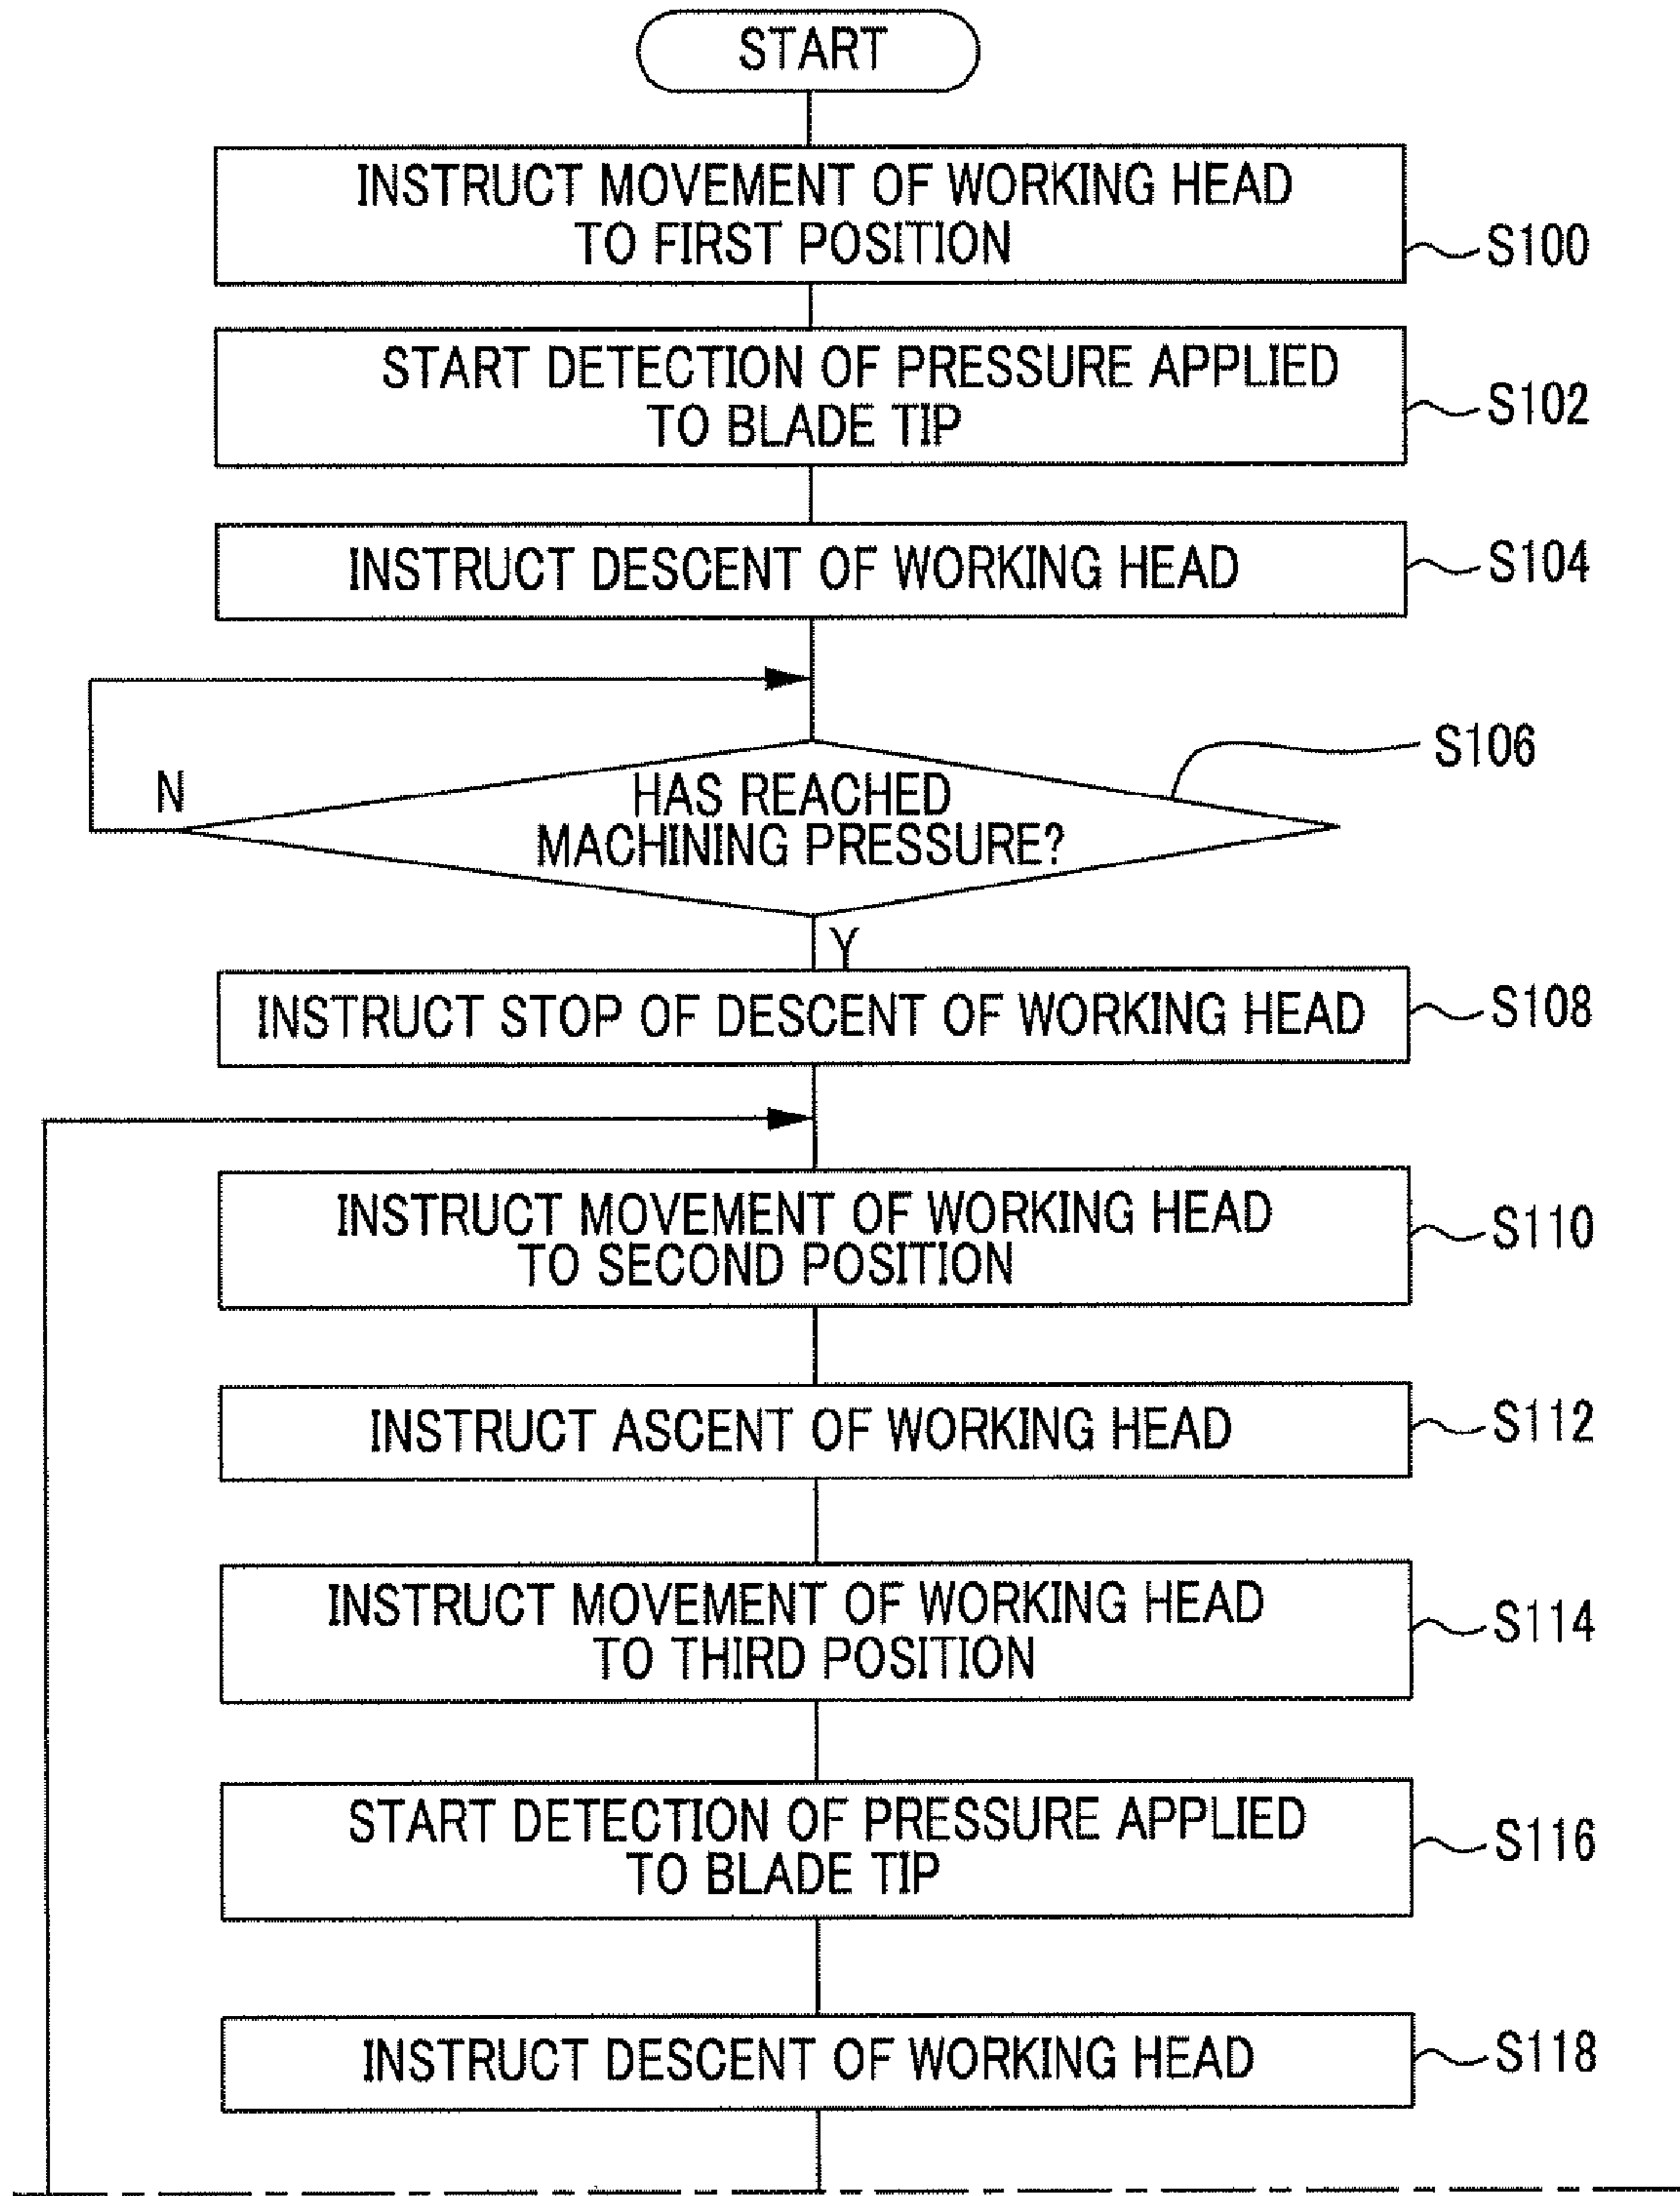 START
INSTRUCT MOVEMENT OF WORKING HEAD
TO FIRST POSITION
S100
START DETECTION OF PRESSURE APPLIED
TO BLADE TIP
S102
INSTRUCT DESCENT OF WORKING HEAD
S104
S106
N
HAS REACHED
MACHINING PRESSURE?
Y
INSTRUCT STOP OF DESCENT OF WORKING HEAD
S108
INSTRUCT MOVEMENT OF WORKING HEAD
TO SECOND POSITION
S110
INSTRUCT ASCENT OF WORKING HEAD
S112
INSTRUCT MOVEMENT OF WORKING HEAD
TO THIRD POSITION
S114
START DETECTION OF PRESSURE APPLIED
TO BLADE TIP
S116
INSTRUCT DESCENT OF WORKING HEAD
S118